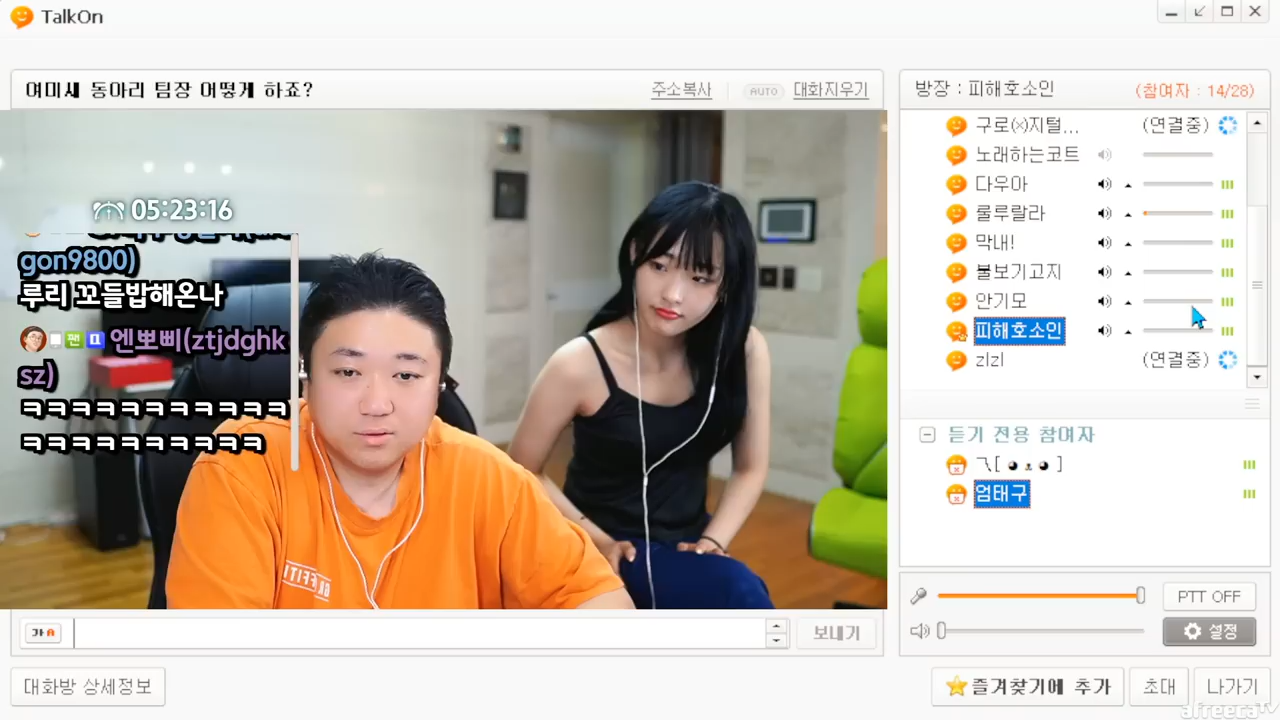 TalkOn
여미새 동아리 팀장 어떻게 하죠?
주소복사
AUTO
대화지우기
05:23:16
gon9800)
루리 꼬들밥해온나
팬
엔뽀삐(ztjdghk
sz)
ㅋㅋㅋㅋㅋㅋㅋㅋㅋㅋㅋ
ㅋㅋㅋㅋㅋㅋㅋㅋㅋㅋ
가A
보내기
대화방 상세정보
방장 : 피해호소인
(참여자 : 14/28)
구로(x)지털... (연결중)
노래하는코트
다우아
룰루랄라
막내!
불보기고지
안기모
피해호소인
zlzl (연결중)
듣기 전용 참여자
엄태구
PTT OFF
설정
즐겨찾기에 추가
초대
나가기
afreecaTV